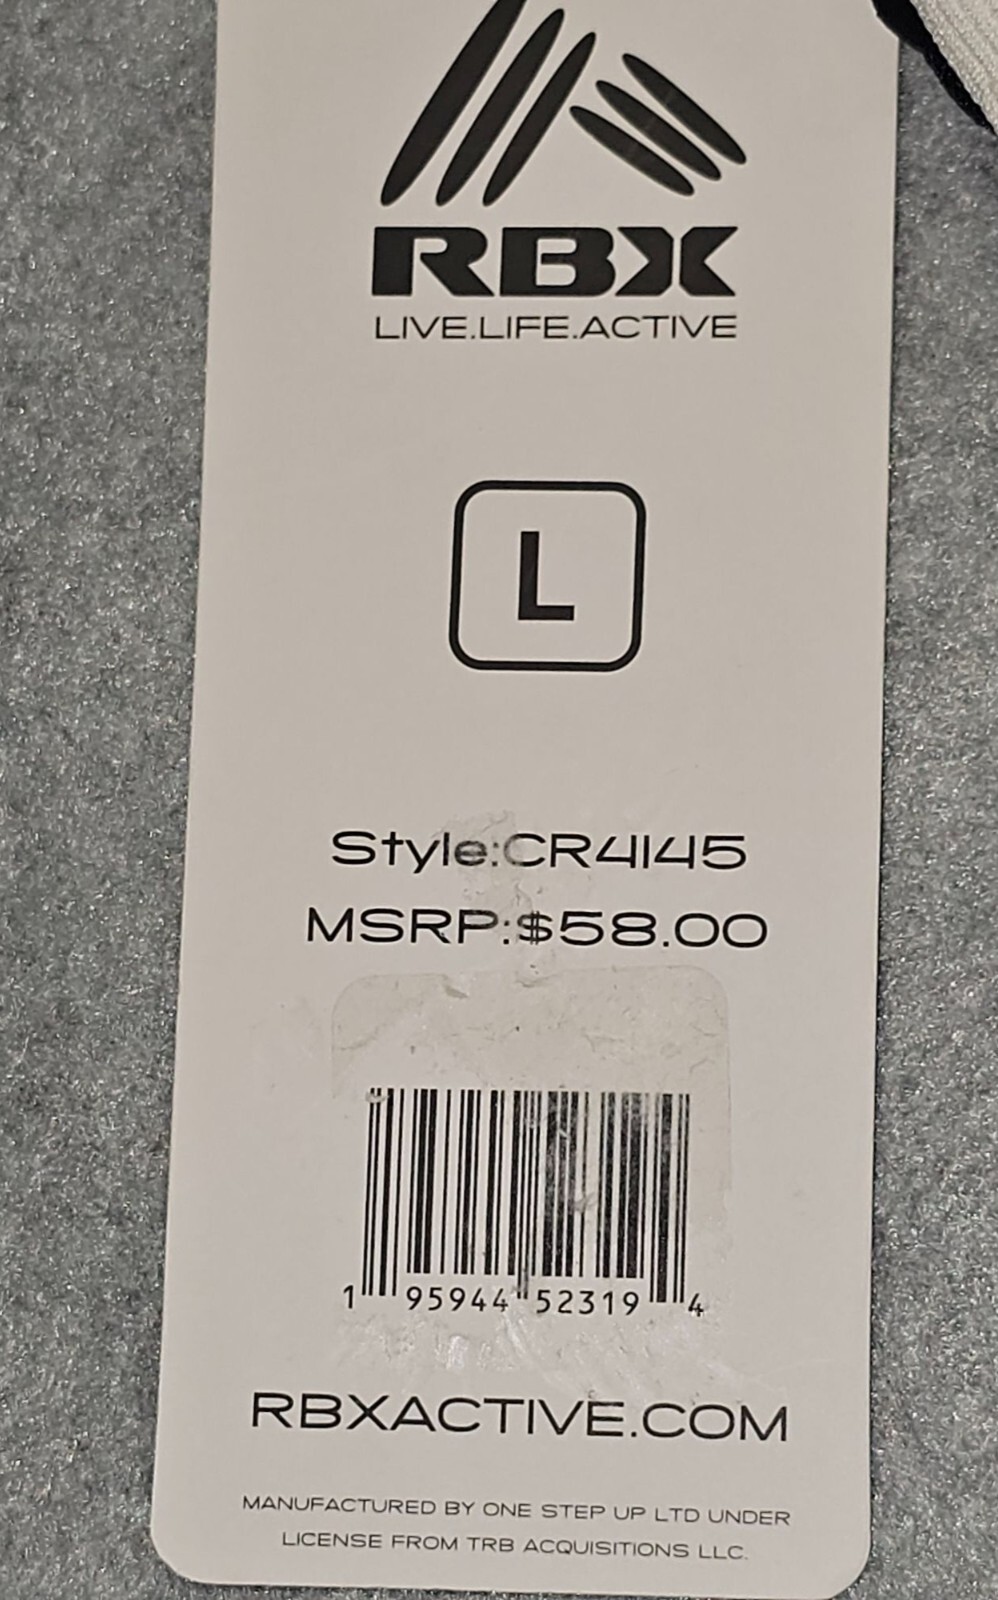 RBX
LIVE.LIFE.ACTIVE
L
Style:CR4145
MSRP:$58.00
1 95944 52319 4
RBXACTIVE.COM
MANUFACTURED BY ONE STEP UP LTD UNDER
LICENSE FROM TRB ACQUISITIONS LLC.